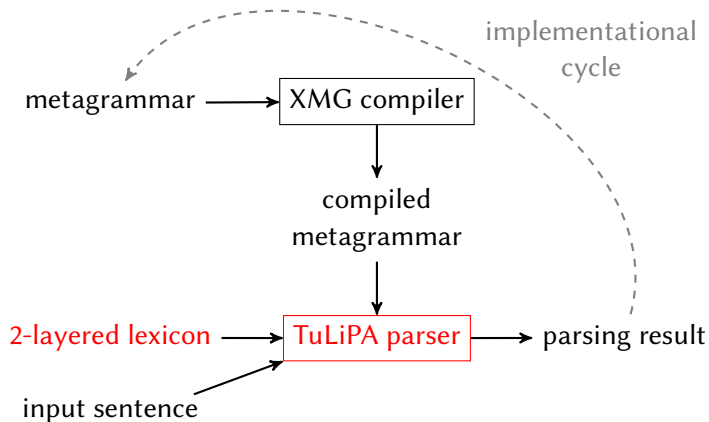 implementational
cycle
metagrammar
XMG compiler
compiled
metagrammar
2-layered lexicon
TuLiPA parser
parsing result
input sentence